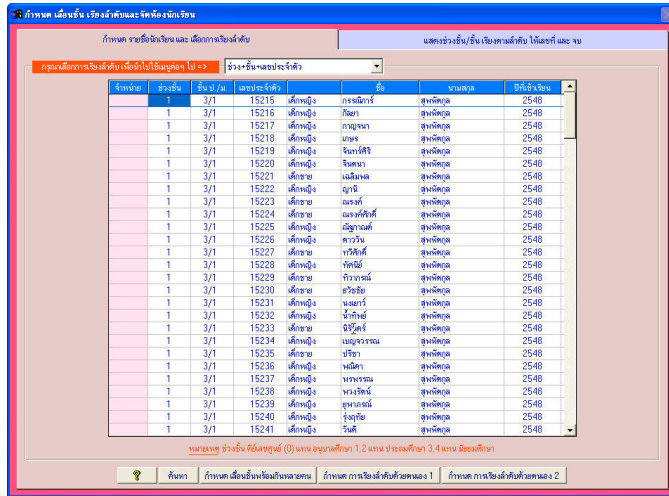 กำหนด เลื่อนชั้น เรียงลำดับและจัดห้องนักเรียน
กำหนด รายชื่อนักเรียน และ เลือกการเรียงลำดับ
แสดงช่วงชั้น/ชั้น เรียงตามลำดับ ให้เลขที่ และ จบ
กรุณาเลือกการเรียงลำดับ เพื่อนำไปใช้เมนูต่อๆ ไป => ช่วง+ชั้น+เลขประจำตัว
จำหน่าย ช่วงชั้น ชั้น ป./ม. เลขประจำตัว ชื่อ นามสกุล ปีที่เข้าเรียน
1 3/1 15215 เด็กหญิง กรรณิการ์ สุพพัตกุล 2548
1 3/1 15216 เด็กหญิง กัลยา สุพพัตกุล 2548
1 3/1 15217 เด็กหญิง กาญจนา สุพพัตกุล 2548
1 3/1 15218 เด็กหญิง เกษร สุพพัตกุล 2548
1 3/1 15219 เด็กหญิง จันทร์ศิริ สุพพัตกุล 2548
1 3/1 15220 เด็กหญิง จินตนา สุพพัตกุล 2548
1 3/1 15221 เด็กชาย เฉลิมพล สุพพัตกุล 2548
1 3/1 15222 เด็กหญิง ญานี สุพพัตกุล 2548
1 3/1 15223 เด็กชาย ณรงค์ สุพพัตกุล 2548
1 3/1 15224 เด็กชาย ณรงค์ศักดิ์ สุพพัตกุล 2548
1 3/1 15225 เด็กหญิง ณัฐกาณต์ สุพพัตกุล 2548
1 3/1 15226 เด็กหญิง ดาววัน สุพพัตกุล 2548
1 3/1 15227 เด็กชาย ทวีศักดิ์ สุพพัตกุล 2548
1 3/1 15228 เด็กหญิง ทัศนีย์ สุพพัตกุล 2548
1 3/1 15229 เด็กหญิง ทิวากรณ์ สุพพัตกุล 2548
1 3/1 15230 เด็กชาย ธวัชชัย สุพพัตกุล 2548
1 3/1 15231 เด็กหญิง นงเยาว์ สุพพัตกุล 2548
1 3/1 15232 เด็กหญิง น้ำทิพย์ สุพพัตกุล 2548
1 3/1 15233 เด็กชาย สุพพัตกุล 2548
1 3/1 15234 เด็กหญิง เบญจวรรณ สุพพัตกุล 2548
1 3/1 15235 เด็กชาย ปรีชา สุพพัตกุล 2548
1 3/1 15236 เด็กหญิง พณิดา สุพพัตกุล 2548
1 3/1 15237 เด็กหญิง พรพรรณ สุพพัตกุล 2548
1 3/1 15238 เด็กหญิง พวงรัตน์ สุพพัตกุล 2548
1 3/1 15239 เด็กหญิง ยุพาภรณ์ สุพพัตกุล 2548
1 3/1 15240 เด็กหญิง รุ่งฤทัย สุพพัตกุล 2548
1 3/1 15241 เด็กหญิง วันดี สุพพัตกุล 2548
หมายเหตุ ช่วงชั้น คีย์เลขศูนย์ (0) แทน อนุบาลศึกษา 1,2 แทน ประถมศึกษา 3,4 แทน มัธยมศึกษา
? ค้นหา กำหนด เลื่อนชั้นพร้อมกันหลายคน กำหนด การเรียงลำดับด้วยตนเอง 1 กำหนด การเรียงลำดับด้วยตนเอง 2